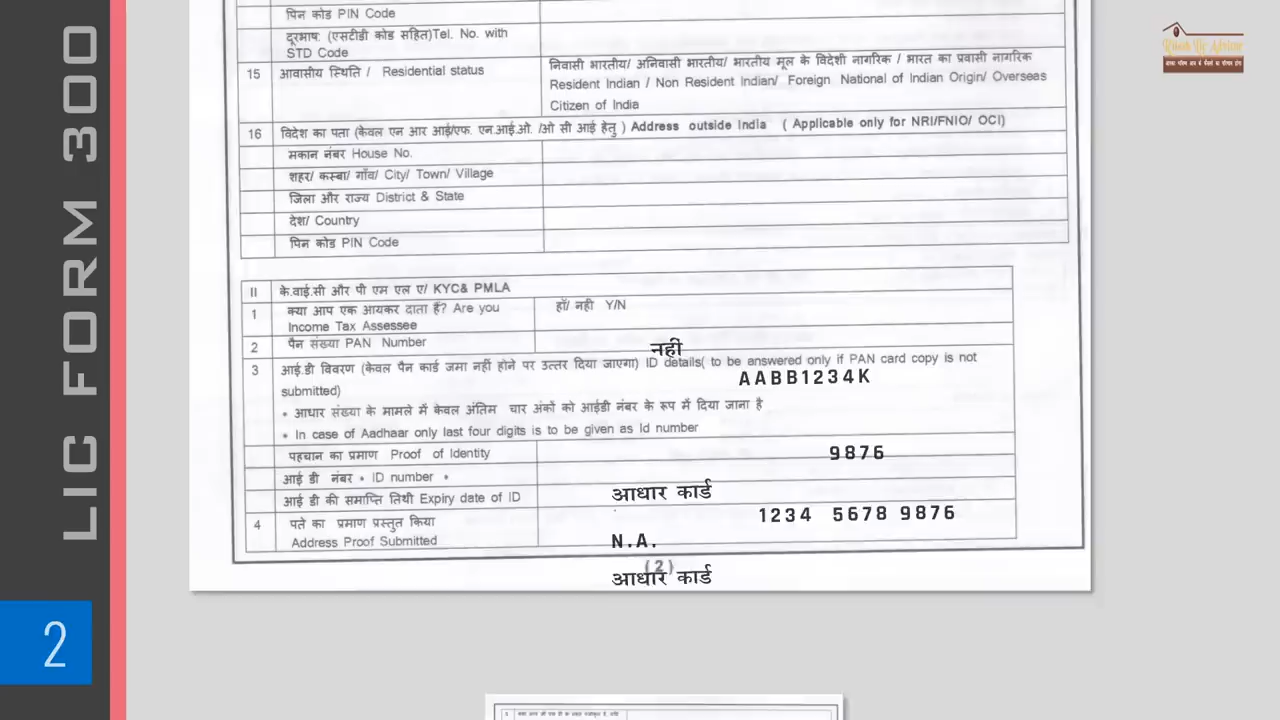 LIC FORM 300
2
पिन कोड PIN Code
दूरभाष: (एसटीडी कोड सहित)Tel. No. with
STD Code
15 आवासीय स्थिति / Residential status
निवासी भारतीय/ अनिवासी भारतीय/ भारतीय मूल के विदेशी नागरिक / भारत का प्रवासी नागरिक
Resident Indian / Non Resident Indian/ Foreign National of Indian Origin/ Overseas
Citizen of India
16 विदेश का पता (केवल एन आर आई/एफ. एन.आई.ओ. /ओ सी आई हेतु ) Address outside India ( Applicable only for NRI/FNIO/ OCI)
मकान नंबर House No.
शहर/ कस्बा/ गाँव/ City/ Town/ Village
जिला और राज्य District & State
देश/ Country
पिन कोड PIN Code
II के.वाई.सी और पी एम एल ए/ KYC& PMLA
1 क्या आप एक आयकर दाता हैं? Are you
Income Tax Assessee
हाँ/ नही Y/N
2 पैन संख्या PAN Number
नहीं
3 आई.डी विवरण (केवल पैन कार्ड जमा नहीं होने पर उत्तर दिया जाएगा) ID details( to be answered only if PAN card copy is not
submitted)
AABB1234K
• आधार संख्या के मामले में केवल अंतिम चार अंकों को आईडी नंबर के रूप में दिया जाना है
• In case of Aadhaar only last four digits is to be given as Id number
पहचान का प्रमाण Proof of Identity
9876
आई डी नंबर * ID number *
आई डी की समाप्ति तिथी Expiry date of ID
आधार कार्ड
4 पते का प्रमाण प्रस्तुत किया
Address Proof Submitted
1234 5678 9876
N.A.
(2)
आधार कार्ड